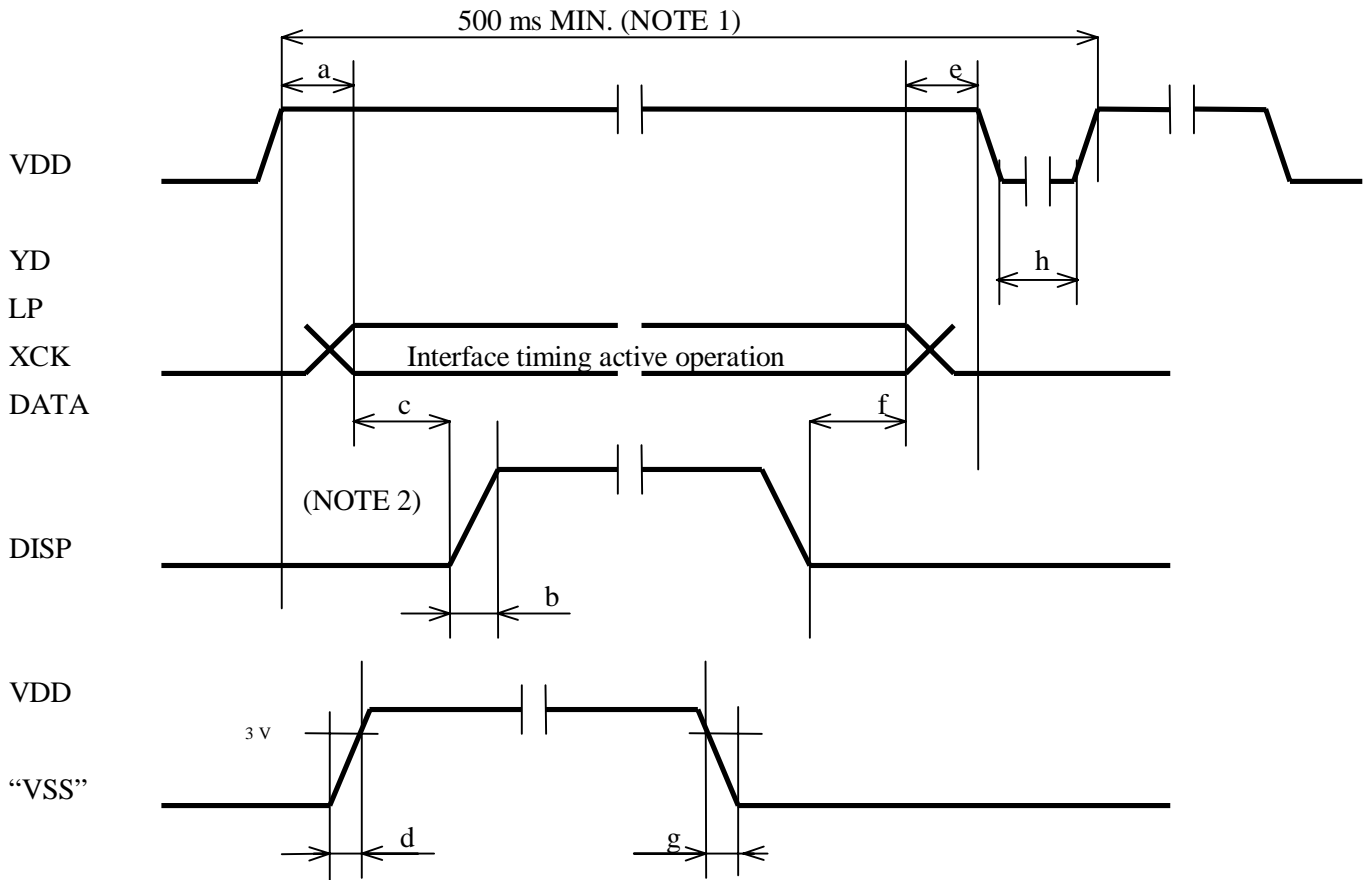 500 ms MIN. (NOTE 1)
a
e
VDD
YD
h
LP
XCK
Interface timing active operation
DATA
c
f
(NOTE 2)
DISP
b
VDD
3 V
“VSS”
d
g